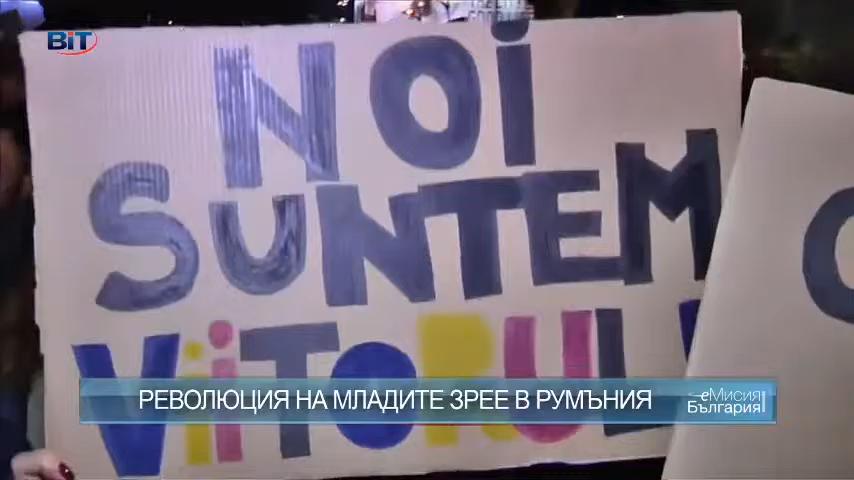 BiT
NOi
SUNTEM
ViiTORUL
РЕВОЛЮЦИЯ НА МЛАДИТЕ ЗРЕЕ В РУМЪНИЯ
еМисия
България